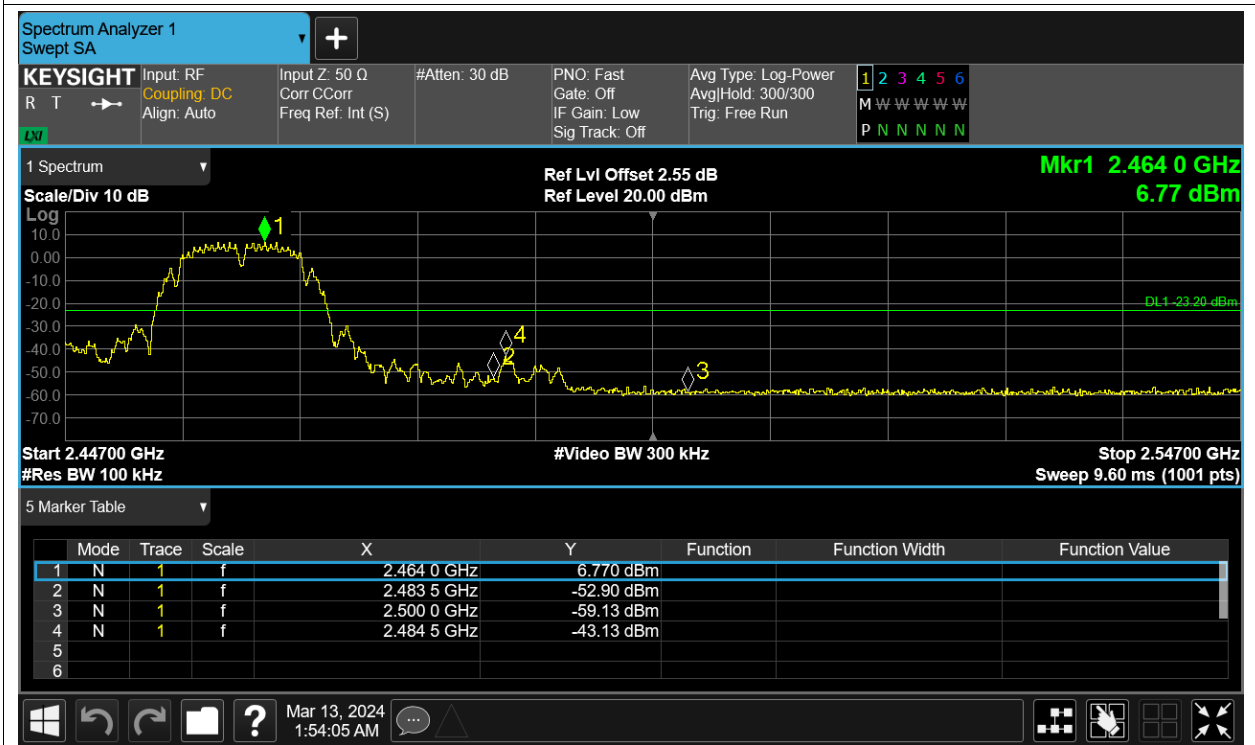 Spectrum Analyzer 1
Swept SA
KEYSIGHT
R T
LXI
Input: RF
Coupling: DC
Align: Auto
Input Z: 50 Ω
Corr CCorr
Freq Ref: Int (S)
#Atten: 30 dB
PNO: Fast
Gate: Off
IF Gain: Low
Sig Track: Off
Avg Type: Log-Power
Avg|Hold: 300/300
Trig: Free Run
1 2 3 4 5 6
M W W W W W
P N N N N N
1 Spectrum
Scale/Div 10 dB
Ref Lvl Offset 2.55 dB
Ref Level 20.00 dBm
Mkr1 2.464 0 GHz
6.77 dBm
Log
10.0
0.00
-10.0
-20.0
-30.0
-40.0
-50.0
-60.0
-70.0
1
DL1 -23.20 dBm
4
2
3
Start 2.44700 GHz
#Video BW 300 kHz
Stop 2.54700 GHz
#Res BW 100 kHz
Sweep 9.60 ms (1001 pts)
5 Marker Table
Mode Trace Scale X Y Function Function Width Function Value
1 N 1 f 2.464 0 GHz 6.770 dBm
2 N 1 f 2.483 5 GHz -52.90 dBm
3 N 1 f 2.500 0 GHz -59.13 dBm
4 N 1 f 2.484 5 GHz -43.13 dBm
5
6
?
Mar 13, 2024
1:54:05 AM